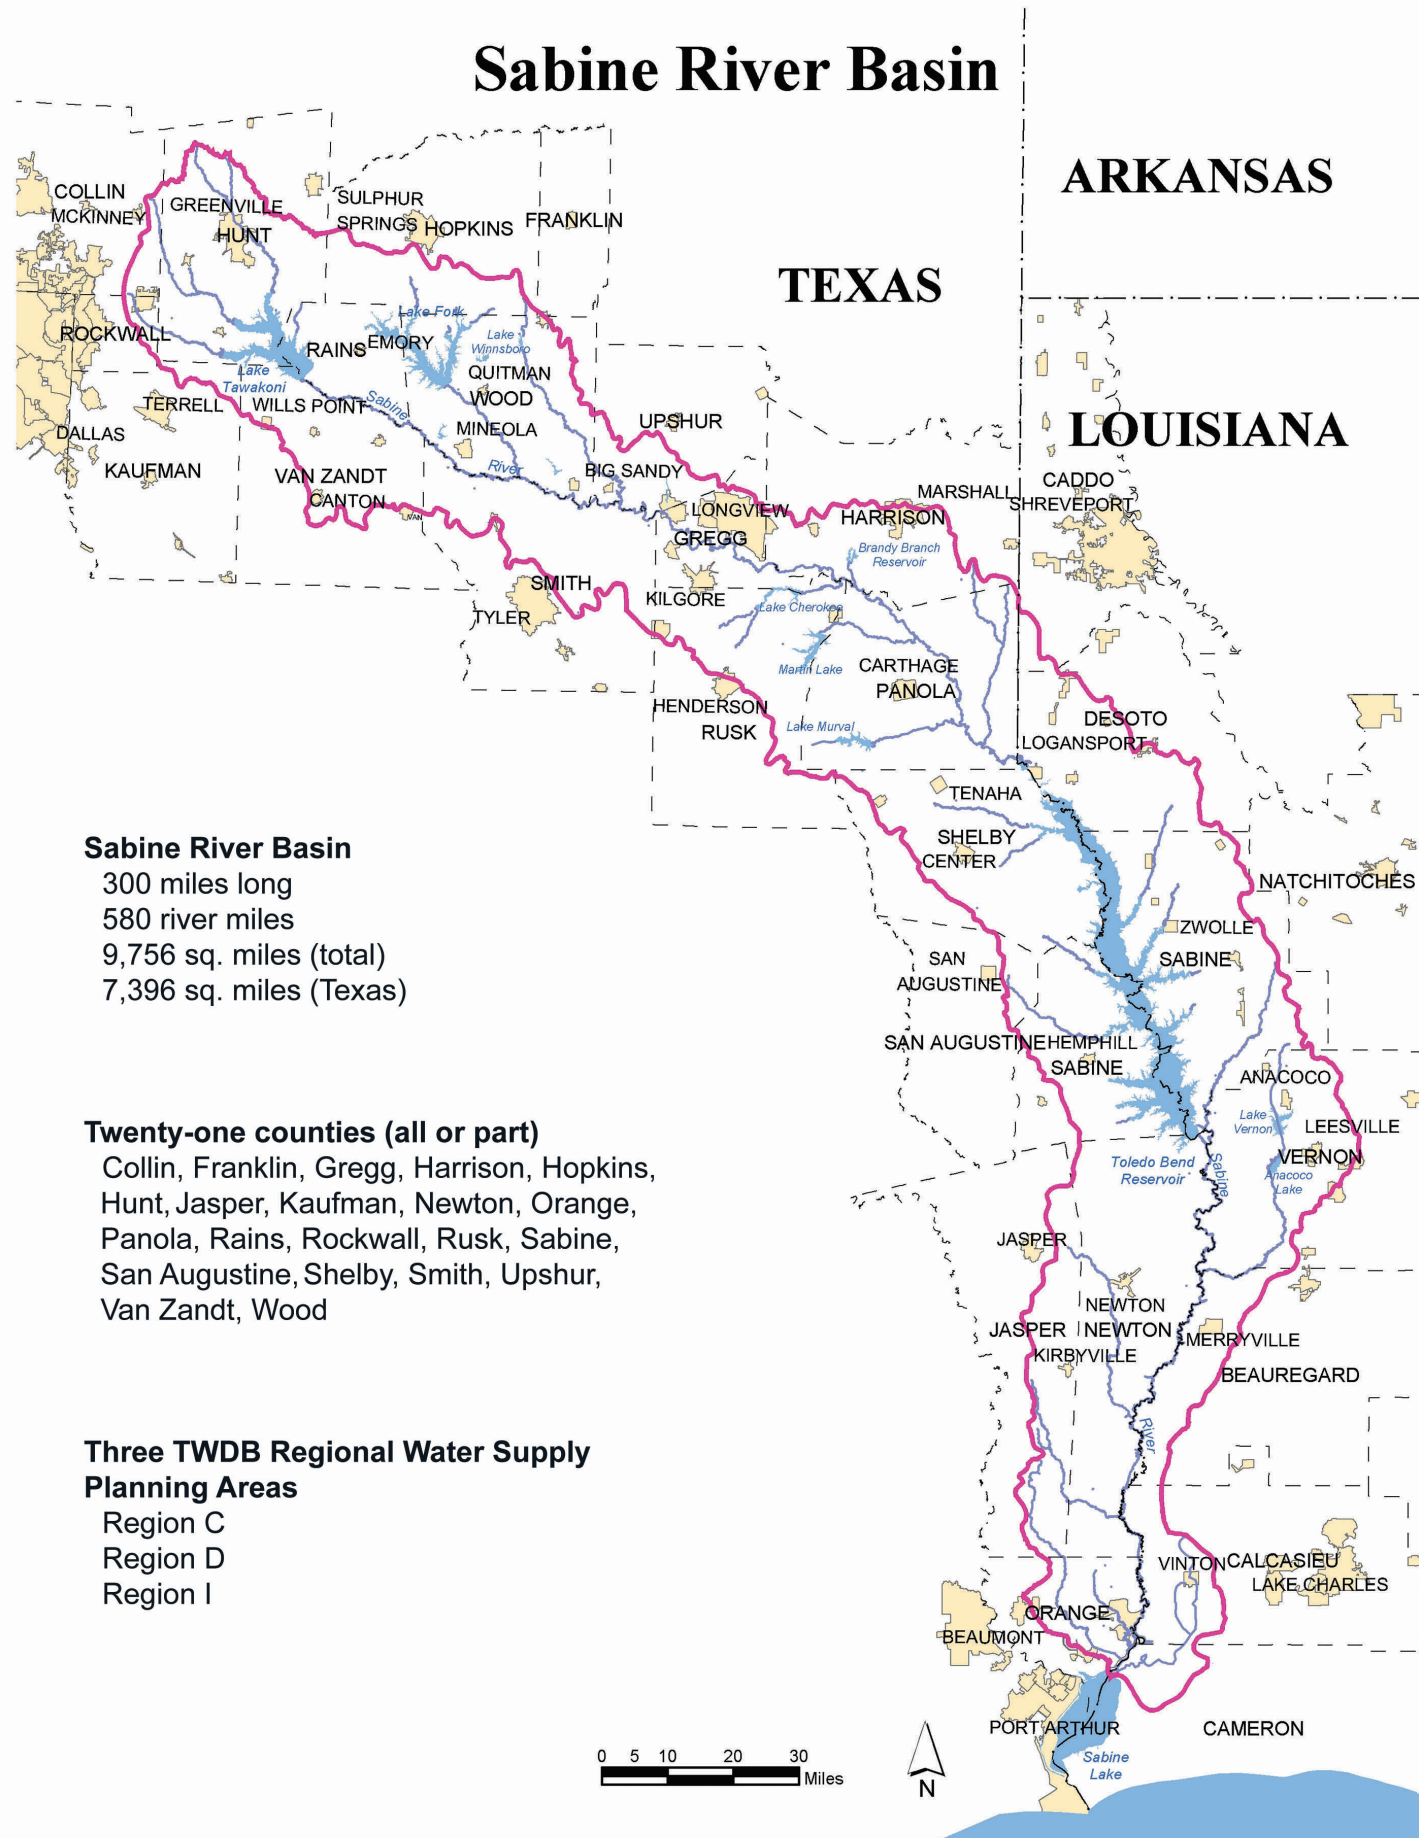 Sabine River Basin
ARKANSAS
TEXAS
LOUISIANA
COLLIN
MCKINNEY
GREENVILLE
HUNT
SULPHUR
SPRINGS
HOPKINS
FRANKLIN
ROCKWALL
RAINS
EMORY
Lake Fork
Lake
Winnsboro
QUITMAN
WOOD
Lake
Tawakoni
TERRELL
WILLS POINT
Sabine
MINEOLA
UPSHUR
DALLAS
KAUFMAN
VAN ZANDT
CANTON
VAN
River
BIG SANDY
LONGVIEW
GREGG
HARRISON
MARSHALL
CADDO
SHREVEPORT
Brandy Branch
Reservoir
SMITH
TYLER
KILGORE
Lake Cherokee
Martin Lake
CARTHAGE
PANOLA
HENDERSON
RUSK
Lake Murval
DESOTO
LOGANSPORT
TENAHA
SHELBY
CENTER
NATCHITOCHES
ZWOLLE
SABINE
SAN
AUGUSTINE
SAN AUGUSTINE
HEMPHILL
SABINE
ANACOCO
Lake
Vernon
LEESVILLE
VERNON
Anacoco
Lake
Toledo Bend
Reservoir
Sabine
JASPER
NEWTON
JASPER
NEWTON
KIRBYVILLE
MERRYVILLE
BEAUREGARD
River
VINTON
CALCASIEU
LAKE CHARLES
ORANGE
BEAUMONT
PORT ARTHUR
CAMERON
Sabine
Lake
Sabine River Basin
300 miles long
580 river miles
9,756 sq. miles (total)
7,396 sq. miles (Texas)
Twenty-one counties (all or part)
Collin, Franklin, Gregg, Harrison, Hopkins,
Hunt, Jasper, Kaufman, Newton, Orange,
Panola, Rains, Rockwall, Rusk, Sabine,
San Augustine, Shelby, Smith, Upshur,
Van Zandt, Wood
Three TWDB Regional Water Supply
Planning Areas
Region C
Region D
Region I
0 5 10 20 30
Miles
N